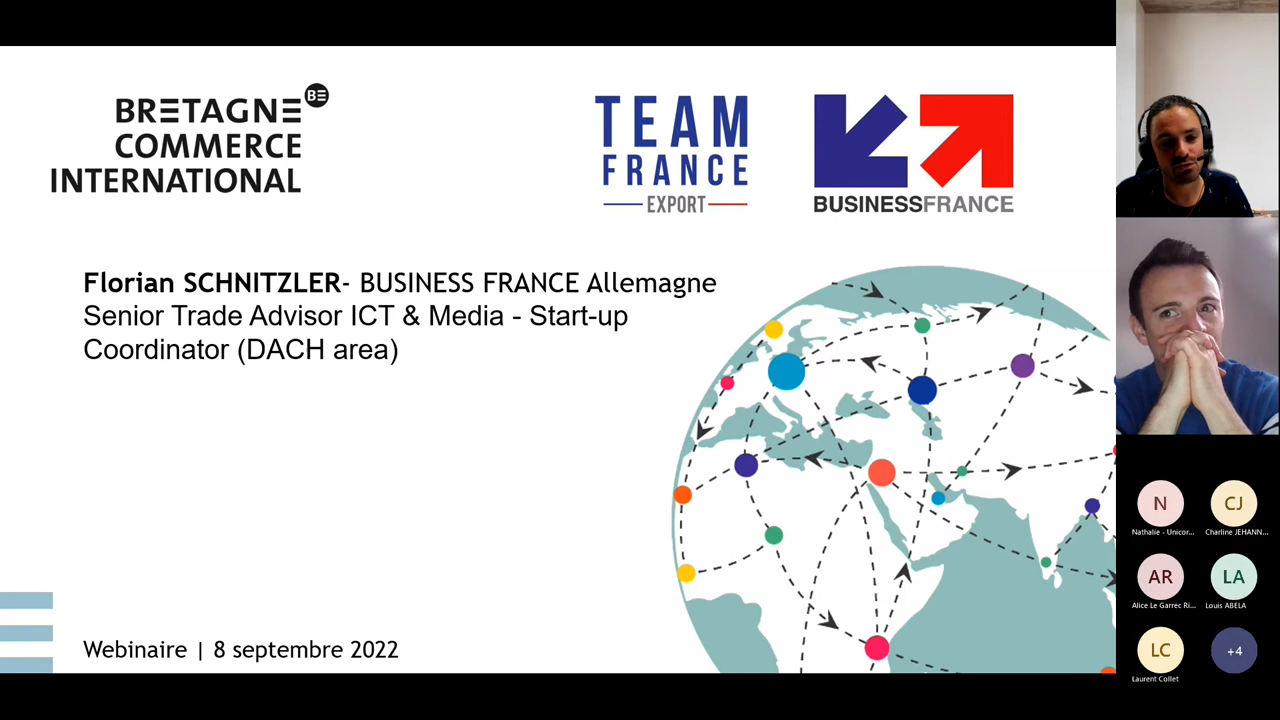 BRETAGNE BE
COMMERCE
INTERNATIONAL
TEAM
FRANCE
EXPORT
BUSINESSFRANCE
Florian SCHNITZLER- BUSINESS FRANCE Allemagne
Senior Trade Advisor ICT & Media - Start-up
Coordinator (DACH area)
Webinaire | 8 septembre 2022
N
Nathalie - Unicor...
CJ
Charline JEHANN...
AR
Alice Le Garrec Ri...
LA
Louis ABELA
LC
Laurent Collet
+4